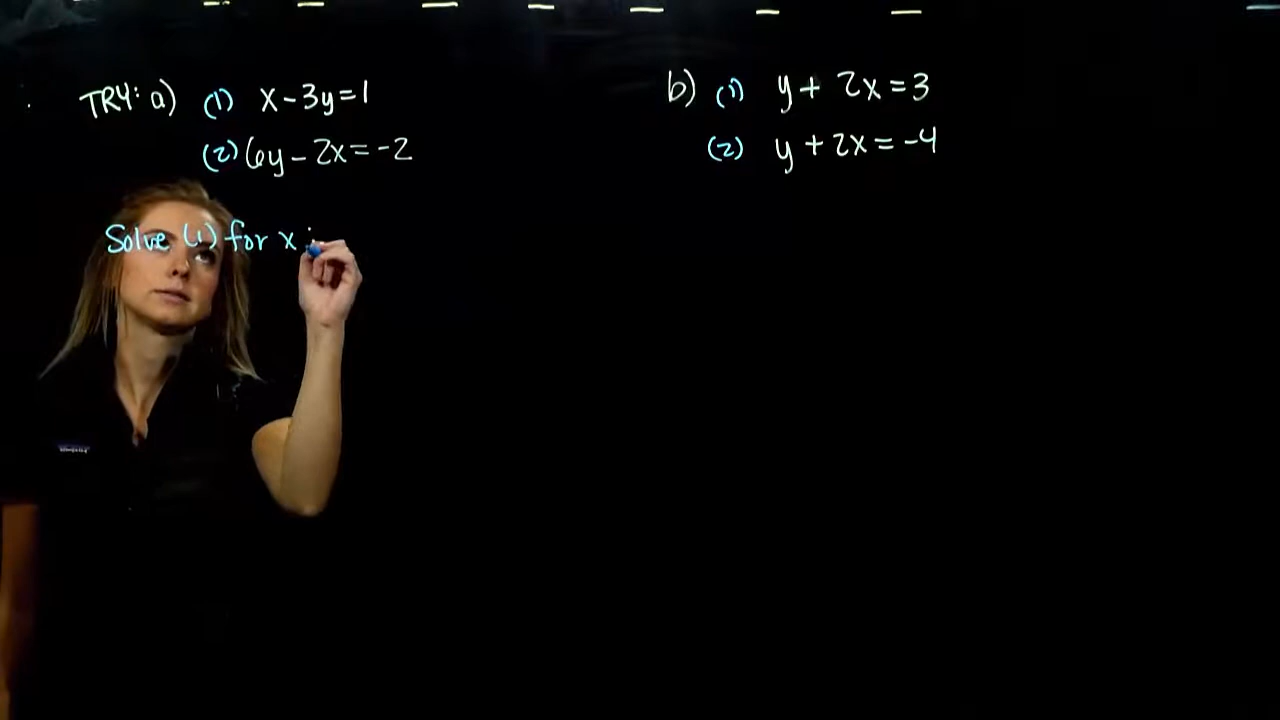 TRY: a) (1) x - 3y = 1
(2) 6y - 2x = -2
Solve (1) for x :
b) (1) y + 2x = 3
(2) y + 2x = -4